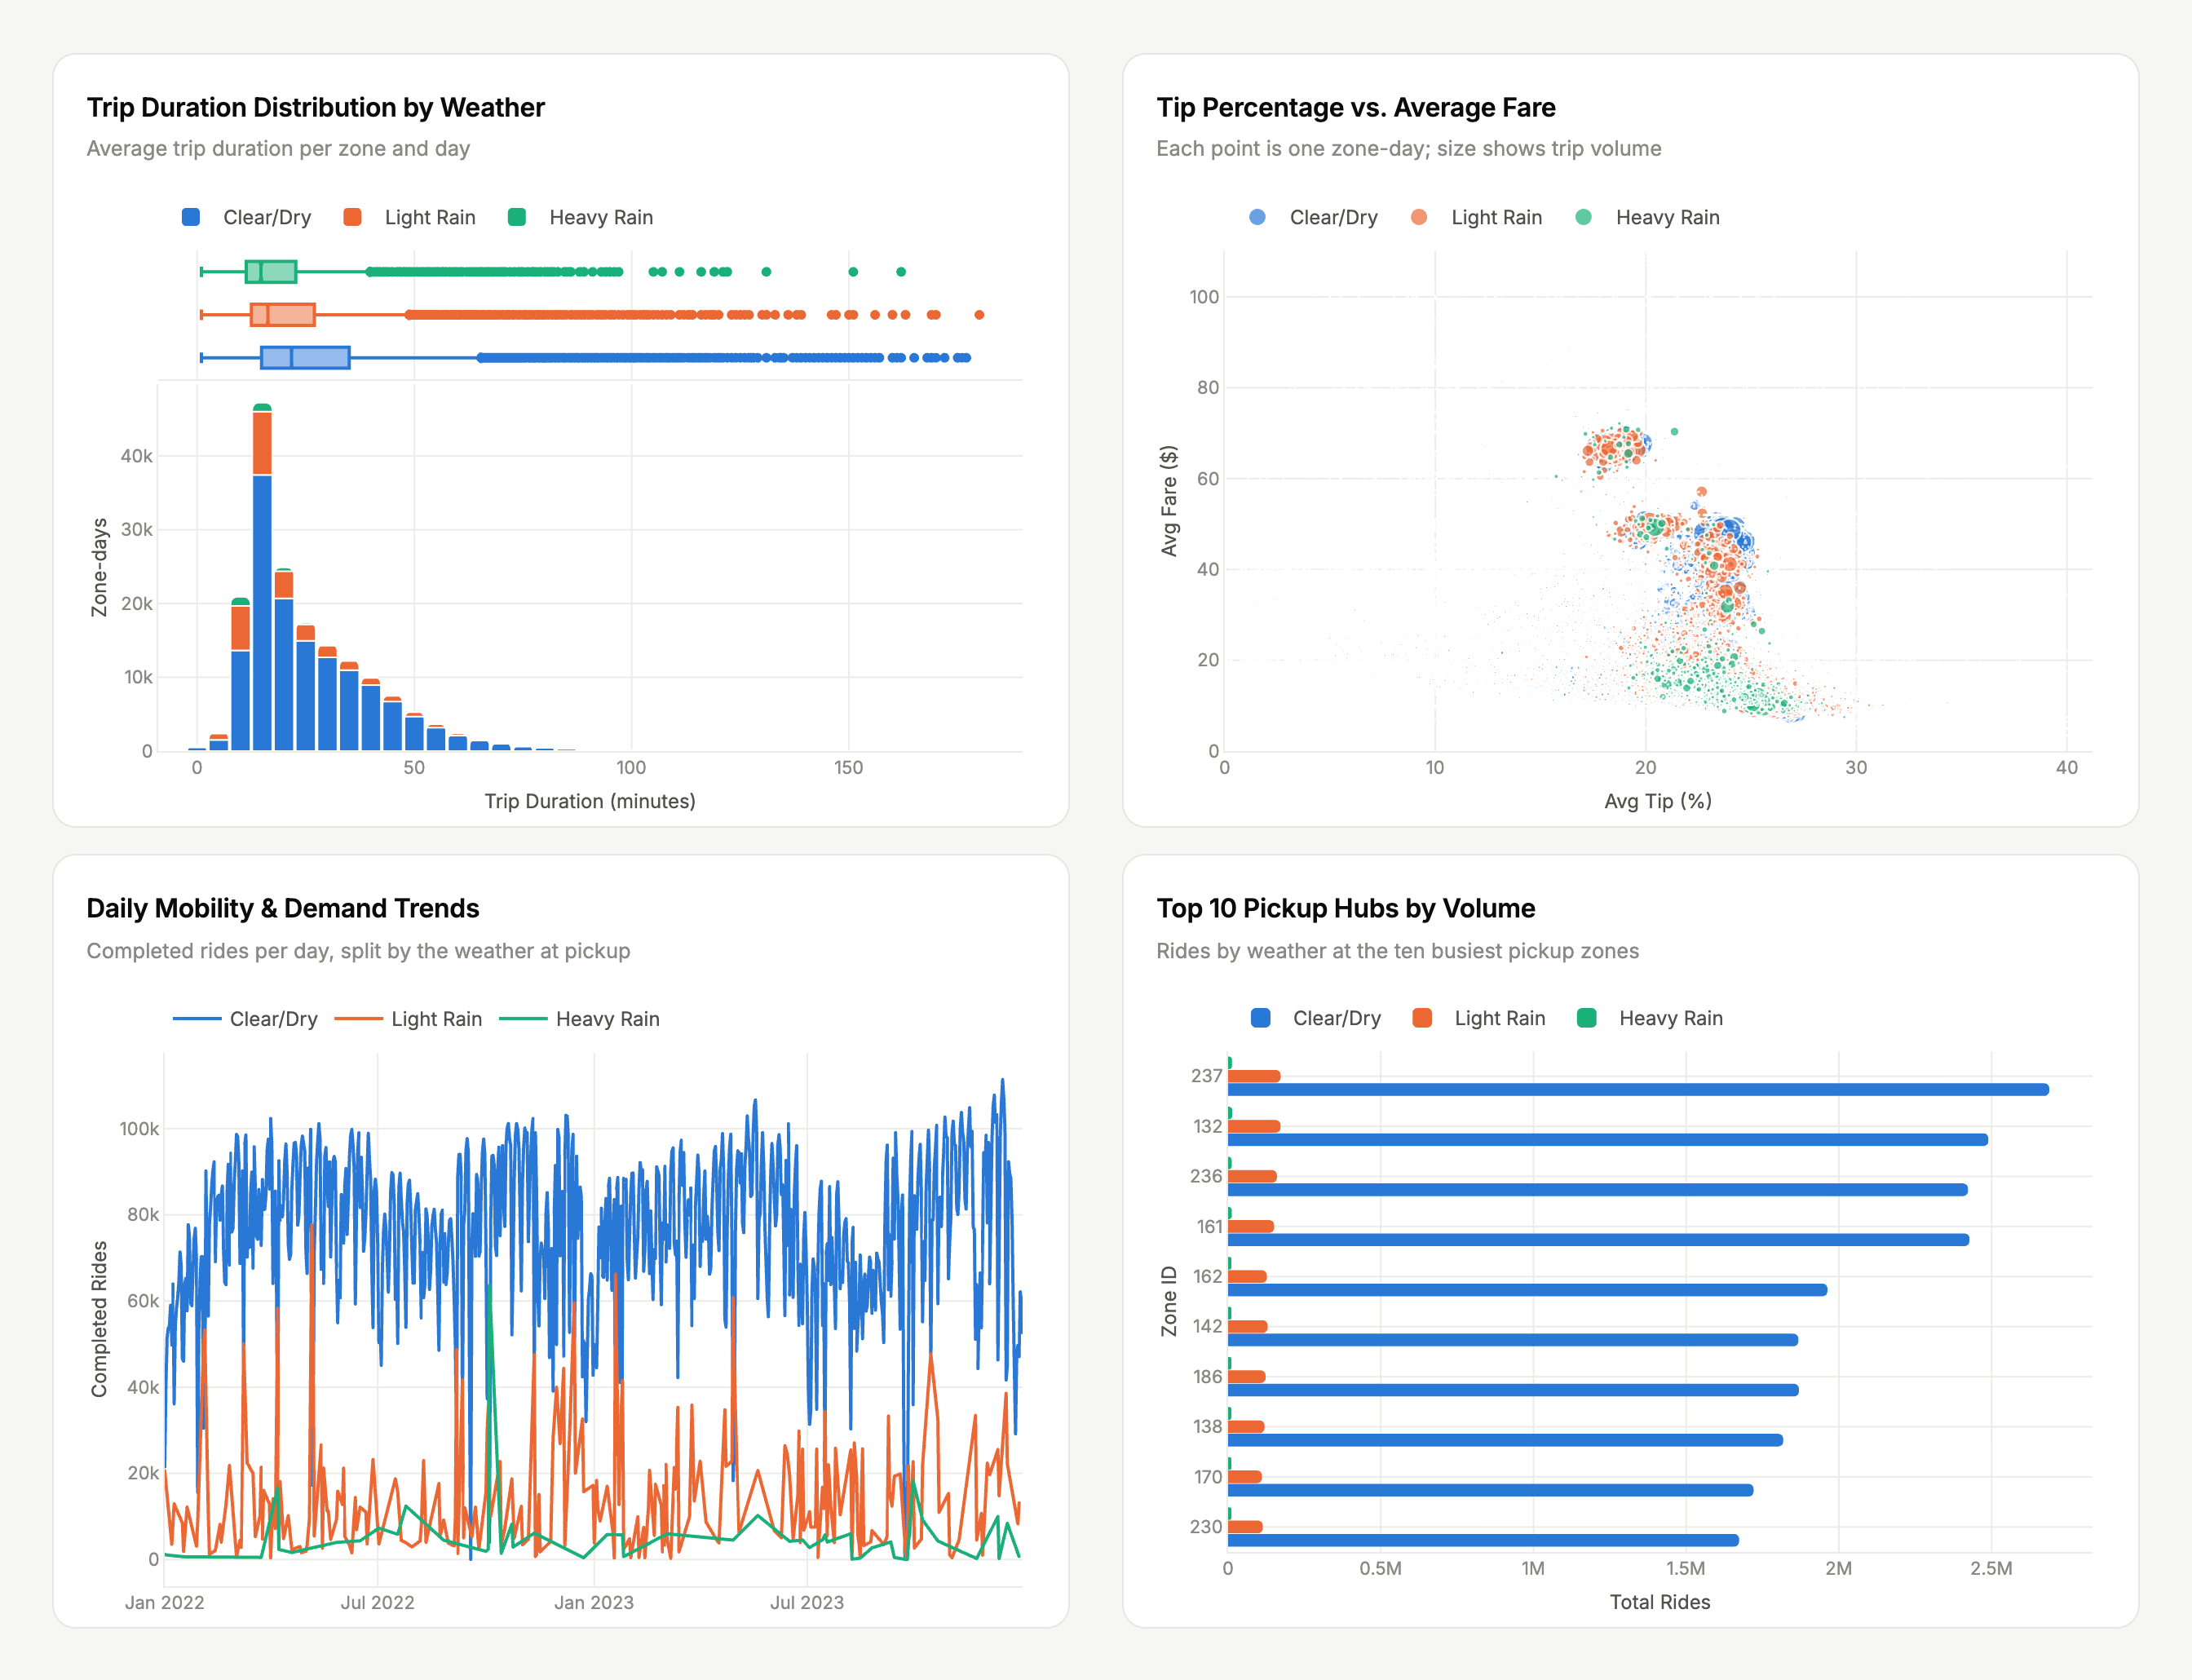 Trip Duration Distribution by Weather
Average trip duration per zone and day
Clear/Dry Light Rain Heavy Rain
40k
30k
20k
10k
0
Zone-days
0 50 100 150
Trip Duration (minutes)
Tip Percentage vs. Average Fare
Each point is one zone-day; size shows trip volume
Clear/Dry Light Rain Heavy Rain
100
80
60
40
20
0
Avg Fare ($)
0 10 20 30 40
Avg Tip (%)
Daily Mobility & Demand Trends
Completed rides per day, split by the weather at pickup
Clear/Dry Light Rain Heavy Rain
100k
80k
60k
40k
20k
0
Completed Rides
Jan 2022 Jul 2022 Jan 2023 Jul 2023
Top 10 Pickup Hubs by Volume
Rides by weather at the ten busiest pickup zones
Clear/Dry Light Rain Heavy Rain
237
132
236
161
162
142
186
138
170
230
Zone ID
0 0.5M 1M 1.5M 2M 2.5M
Total Rides